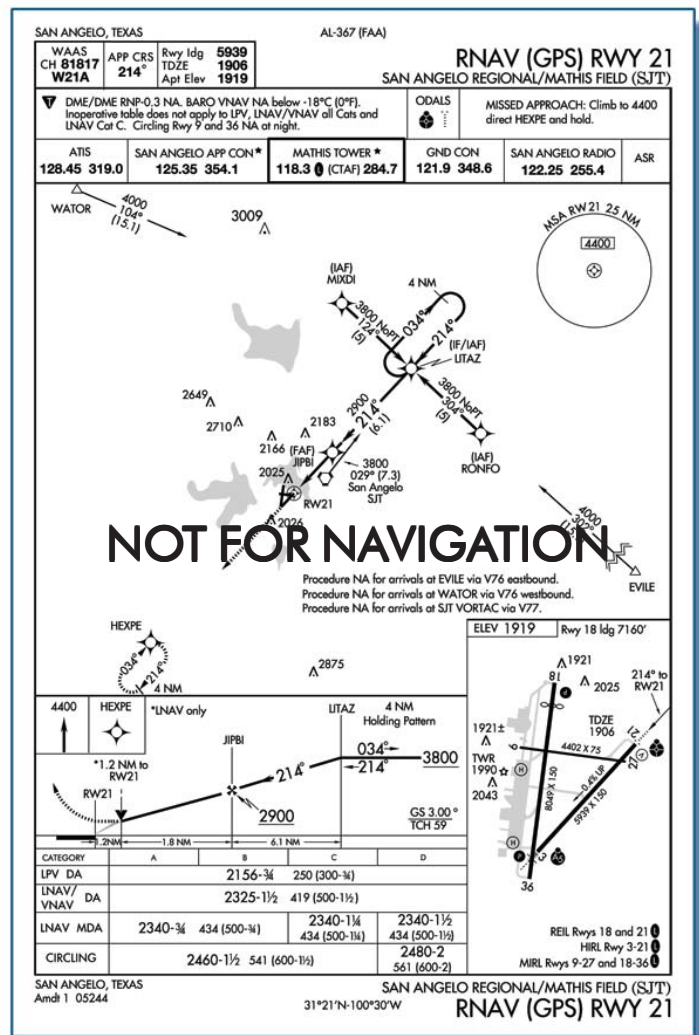 SAN ANGELO, TEXAS
AL-367 (FAA)
WAAS
CH 81817
W21A
APP CRS
214°
Rwy ldg 5939
TDZE 1906
Apt Elev 1919
RNAV (GPS) RWY 21
SAN ANGELO REGIONAL/MATHIS FIELD (SJT)
T
DME/DME RNP-0.3 NA. BARO VNAV NA below -18°C (0°F).
Inoperative table does not apply to LPV, LNAV/VNAV all Cats and
LNAV Cat C. Circling Rwy 9 and 36 NA at night.
ODALS
MISSED APPROACH: Climb to 4400
direct HEXPE and hold.
ATIS
128.45 319.0
SAN ANGELO APP CON*
125.35 354.1
MATHIS TOWER *
118.3 L (CTAF) 284.7
GND CON
121.9 348.6
SAN ANGELO RADIO
122.25 255.4
ASR
WATOR
4000
104°
(15.1)
3009
MSA RW21 25 NM
4400
(IAF)
MIXDI
3800 NoPT
124°
(5)
4 NM
034°
214°
(IF/IAF)
LITAZ
3800 NoPT
304°
(5)
(IAF)
RONFO
2900
214°
(6.1)
2649
2710
2183
2166
(FAF)
JIPBI
2025
3800
029° (7.3)
San Angelo
SJT
RW21
2026
4000
302°
NOT FOR NAVIGATION
EVILE
Procedure NA for arrivals at EVILE via V76 eastbound.
Procedure NA for arrivals at WATOR via V76 westbound.
Procedure NA for arrivals at SJT VORTAC via V77.
HEXPE
034°
214°
4 NM
2875
ELEV 1919
Rwy 18 ldg 7160'
1921
18
P
2025
214° to
RW21
TDZE
1906
21
1921±
9
4402 X 75
27
A
TWR
1990
2043
H
8049 X 150
0.4% UP
5939 X 150
H
P
3
A5
36
REIL Rwys 18 and 21 L
HIRL Rwy 3-21 L
MIRL Rwys 9-27 and 18-36 L
4400
HEXPE
*LNAV only
LITAZ
4 NM
Holding Pattern
JIPBI
034°
214°
3800
*1.2 NM to
RW21
RW21
214°
2900
GS 3.00°
TCH 59
1.2NM
1.8 NM
6.1 NM
CATEGORY A B C D
LPV DA 2156-¾ 250 (300-¾)
LNAV/
VNAV DA 2325-1½ 419 (500-1½)
LNAV MDA 2340-¾ 434 (500-¾) 2340-1¼ 434 (500-1¼) 2340-1½ 434 (500-1½)
CIRCLING 2460-1½ 541 (600-1½) 2480-2 561 (600-2)
SAN ANGELO, TEXAS
Amdt 1 05244
31°21'N-100°30'W
SAN ANGELO REGIONAL/MATHIS FIELD (SJT)
RNAV (GPS) RWY 21